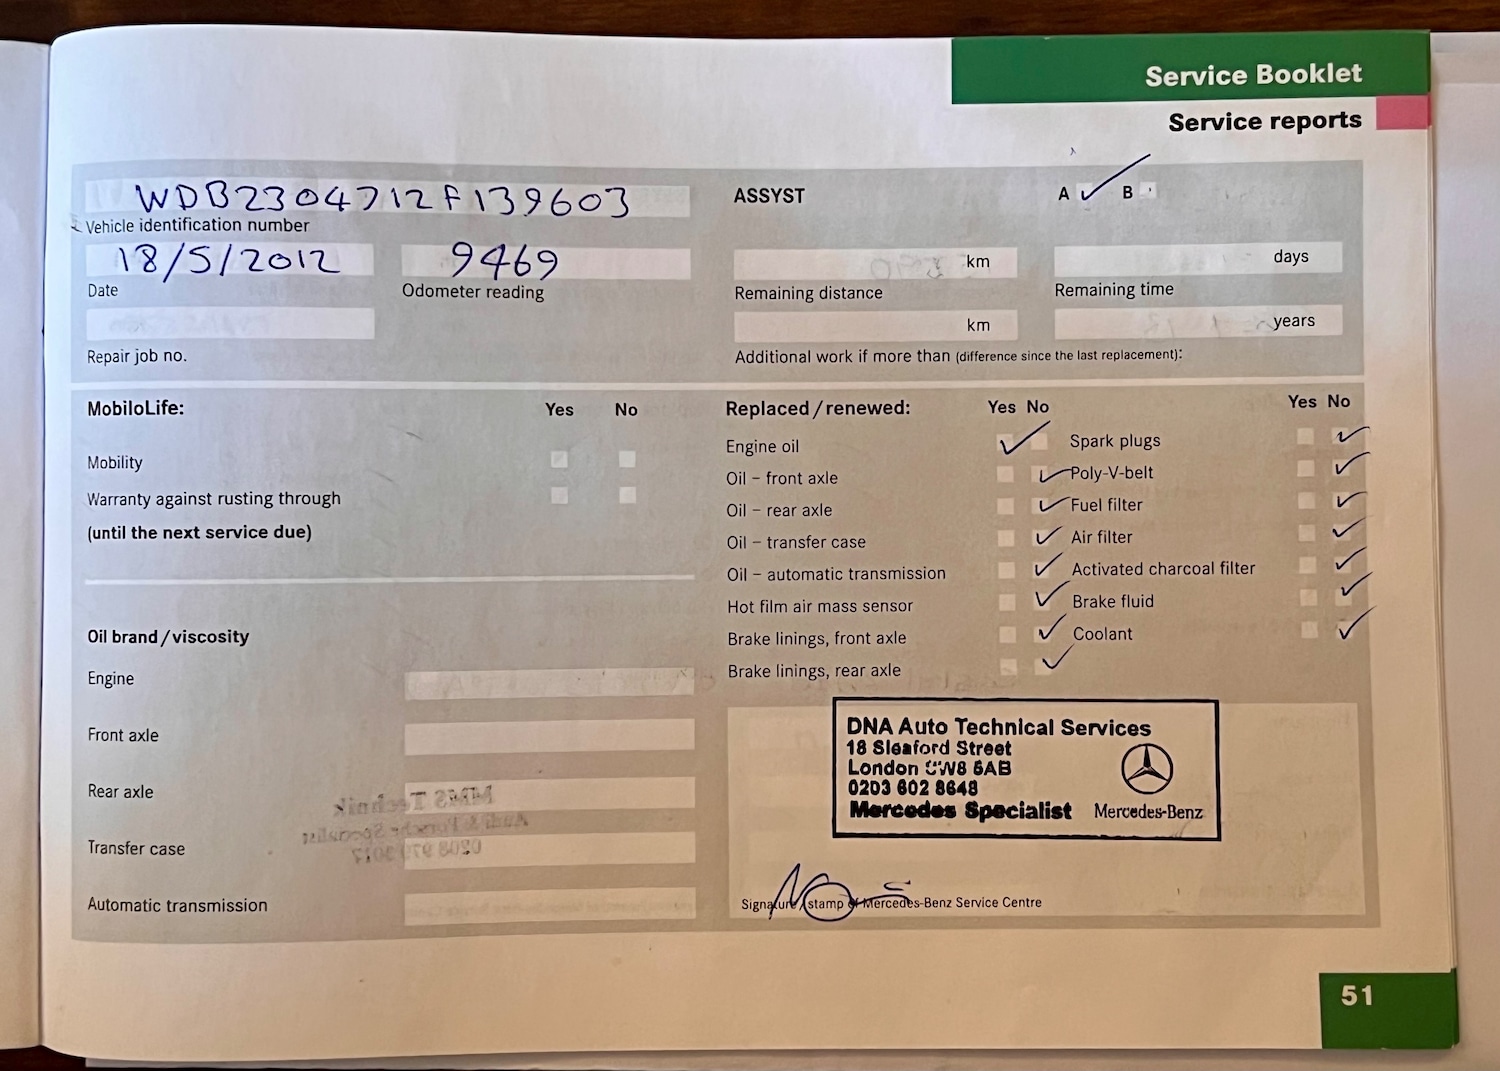 Service Booklet
Service reports
WDB2304712F139603
Vehicle identification number
18/5/2012
Date
9469
Odometer reading
Repair job no.
ASSYST
A
B
km
Remaining distance
days
Remaining time
km
years
Additional work if more than (difference since the last replacement):
MobiloLife:
Yes No
Mobility
Warranty against rusting through
(until the next service due)
Oil brand/viscosity
Engine
Front axle
Rear axle
Transfer case
Automatic transmission
Replaced/renewed:
Yes No
Engine oil
Oil – front axle
Oil – rear axle
Oil – transfer case
Oil – automatic transmission
Hot film air mass sensor
Brake linings, front axle
Brake linings, rear axle
Yes No
Spark plugs
Poly-V-belt
Fuel filter
Air filter
Activated charcoal filter
Brake fluid
Coolant
DNA Auto Technical Services
18 Sleaford Street
London SW8 5AB
0203 602 8648
Mercedes Specialist
Mercedes-Benz
Signature/stamp of Mercedes-Benz Service Centre
51